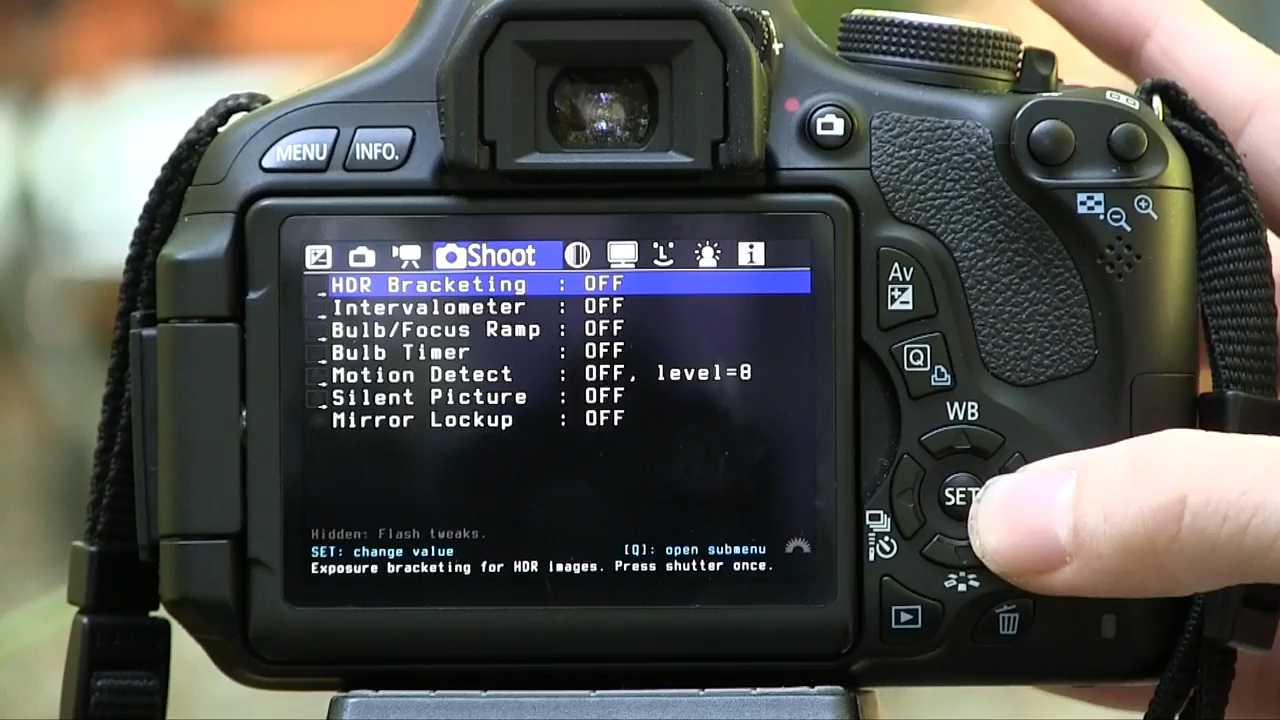 MENU
INFO.
Shoot
HDR Bracketing : OFF
Intervalometer : OFF
Bulb/Focus Ramp : OFF
Bulb Timer : OFF
Motion Detect : OFF, level=8
Silent Picture : OFF
Mirror Lockup : OFF
Hidden: Flash tweaks.
SET: change value [Q]: open submenu
Exposure bracketing for HDR images. Press shutter once.
Av
Q
WB
SET